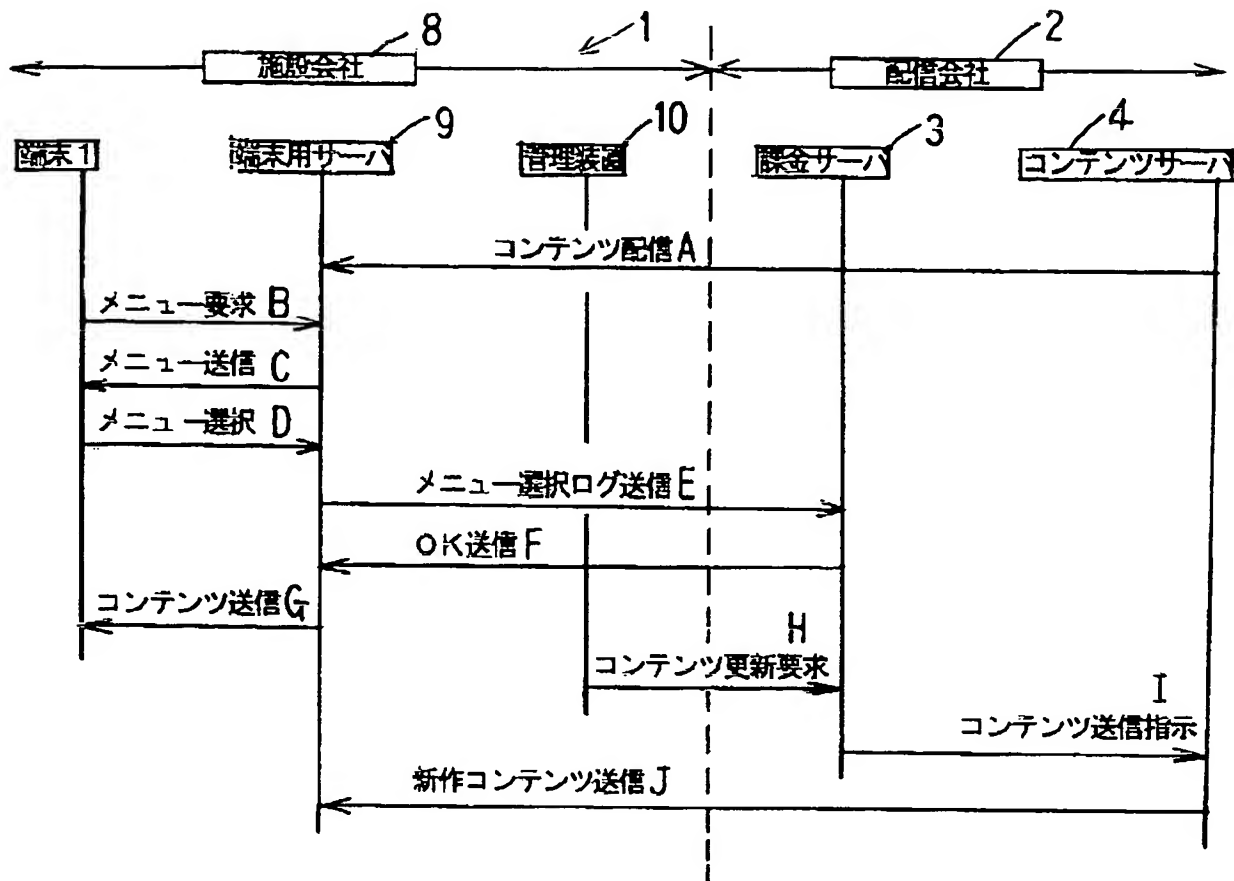 8
1
2
施設会社
配信会社
9
10
3
4
端末1
端末用サーバ
管理装置
課金サーバ
コンテンツサーバ
コンテンツ配信A
メニュー要求 B
メニュー送信 C
メニュー選択 D
メニュー選択ログ送信E
OK送信F
コンテンツ送信G
H
コンテンツ更新要求
I
コンテンツ送信指示
新作コンテンツ送信J